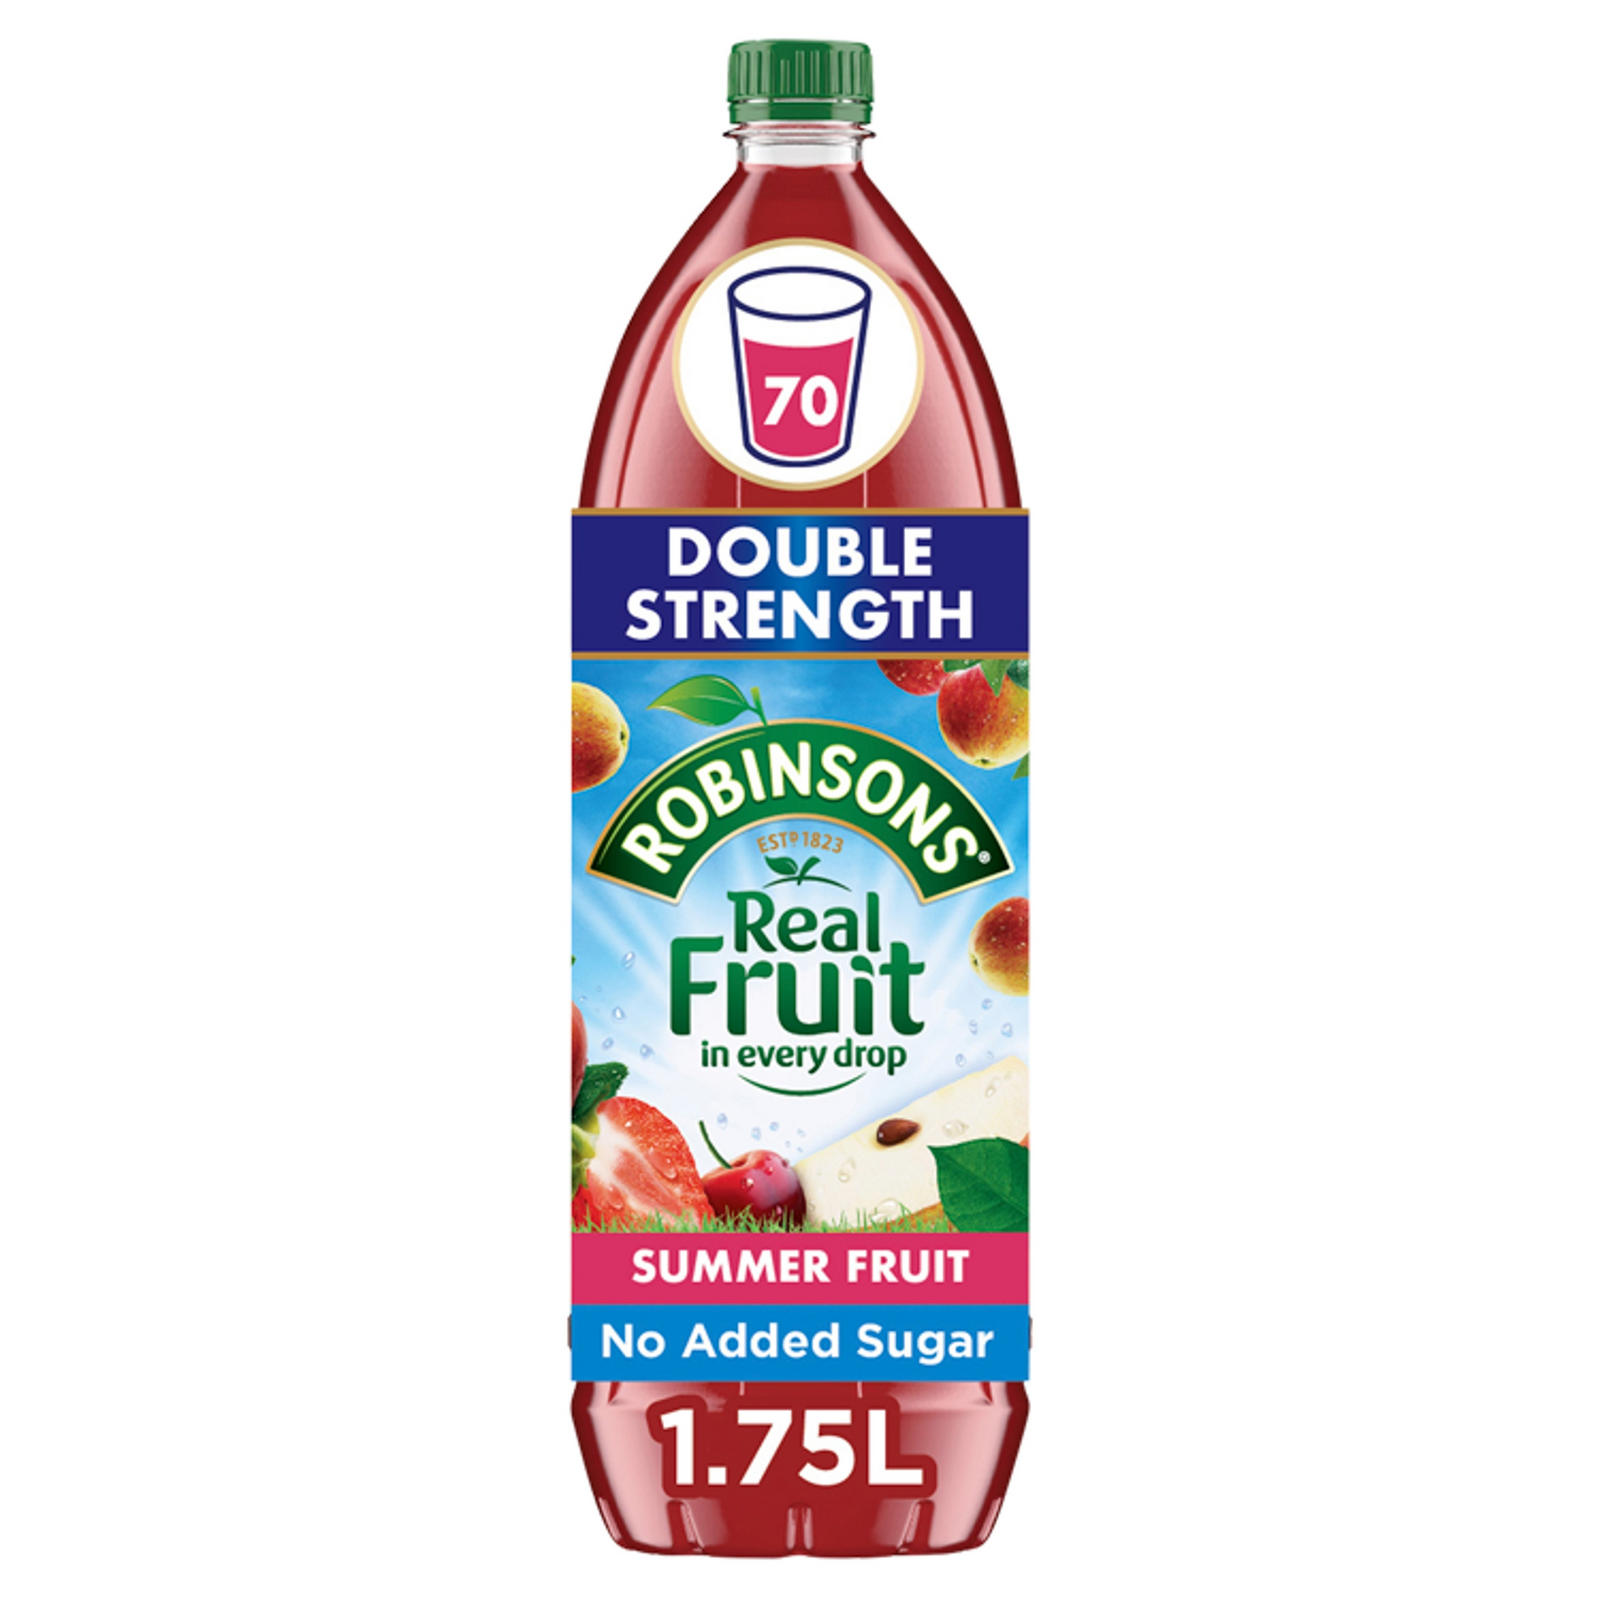 70
DOUBLE
STRENGTH
ROBINSONS®
ESTD 1823
Real
Fruit
in every drop
SUMMER FRUIT
No Added Sugar
1.75L